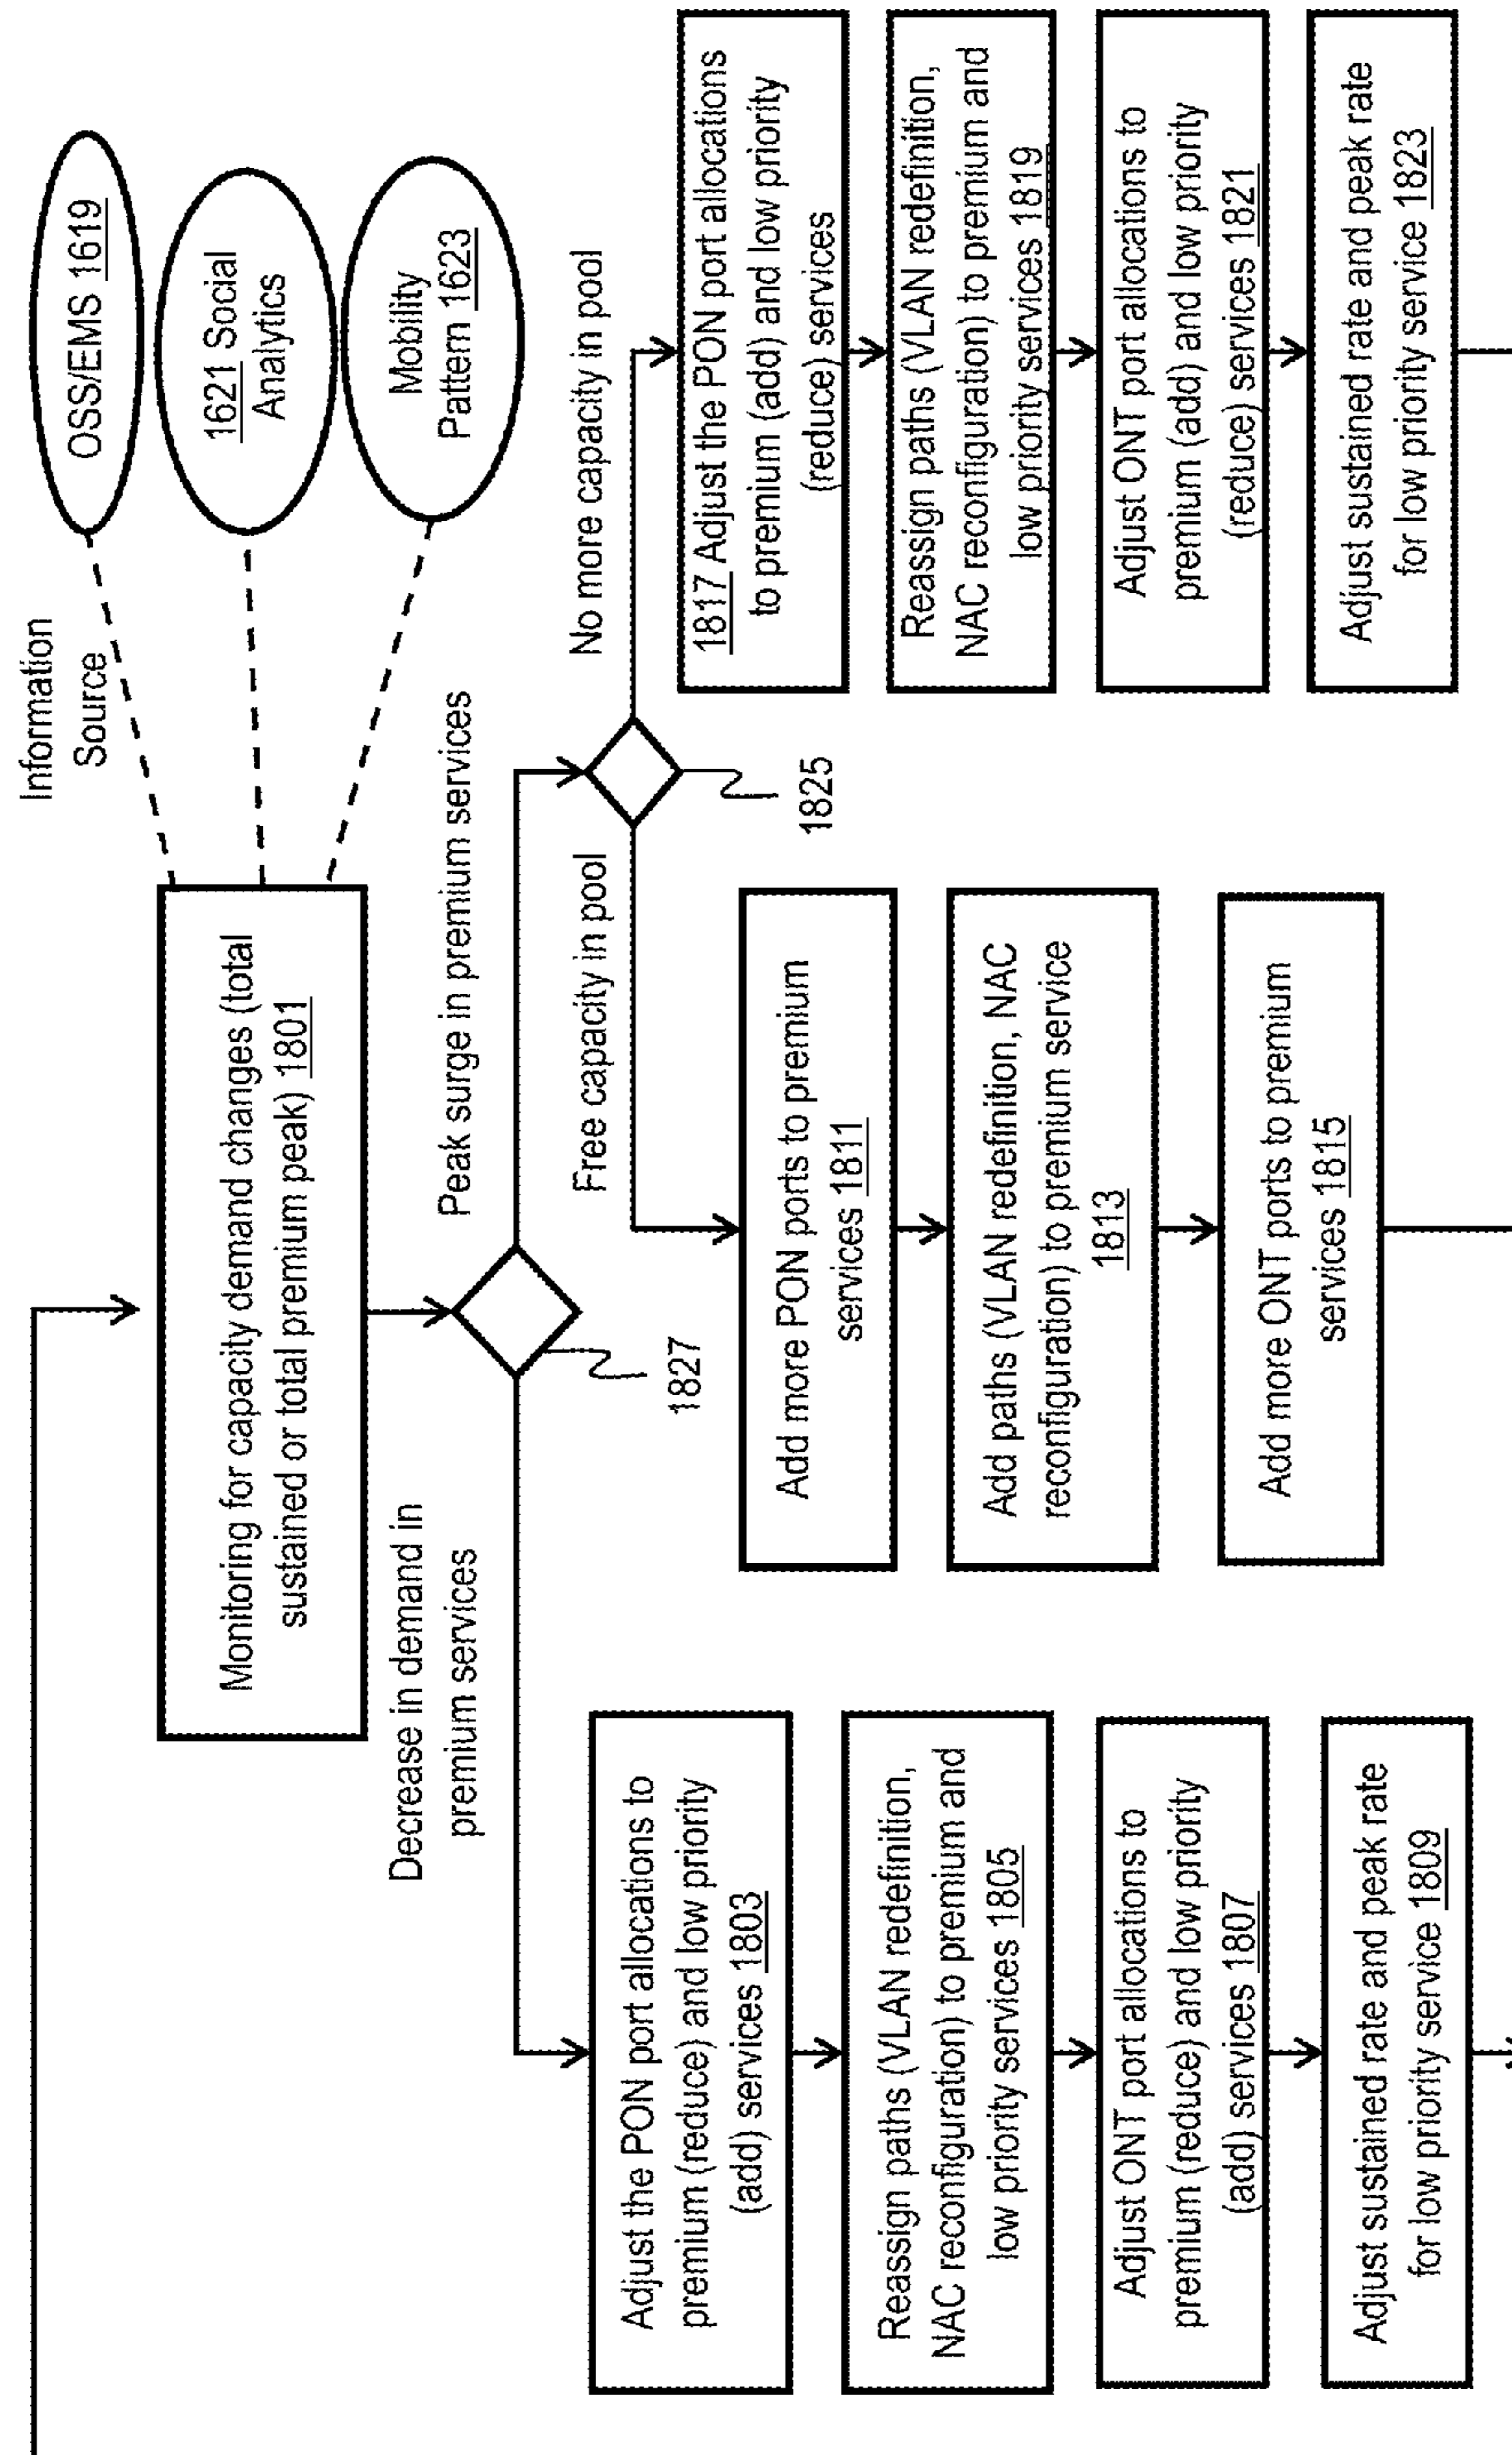 Information
Source
OSS/EMS 1619
1621 Social
Analytics
Mobility
Pattern 1623
Monitoring for capacity demand changes (total
sustained or total premium peak) 1801
Decrease in demand in
premium services
Peak surge in premium services
1827
Free capacity in pool
No more capacity in pool
1825
Adjust the PON port allocations to
premium (reduce) and low priority
(add) services 1803
Reassign paths (VLAN redefinition,
NAC reconfiguration) to premium and
low priority services 1805
Adjust ONT port allocations to
premium (reduce) and low priority
(add) services 1807
Adjust sustained rate and peak rate
for low priority service 1809
Add more PON ports to premium
services 1811
Add paths (VLAN redefinition, NAC
reconfiguration) to premium service
1813
Add more ONT ports to premium
services 1815
1817 Adjust the PON port allocations
to premium (add) and low priority
(reduce) services
Reassign paths (VLAN redefinition,
NAC reconfiguration) to premium and
low priority services 1819
Adjust ONT port allocations to
premium (add) and low priority
(reduce) services 1821
Adjust sustained rate and peak rate
for low priority service 1823